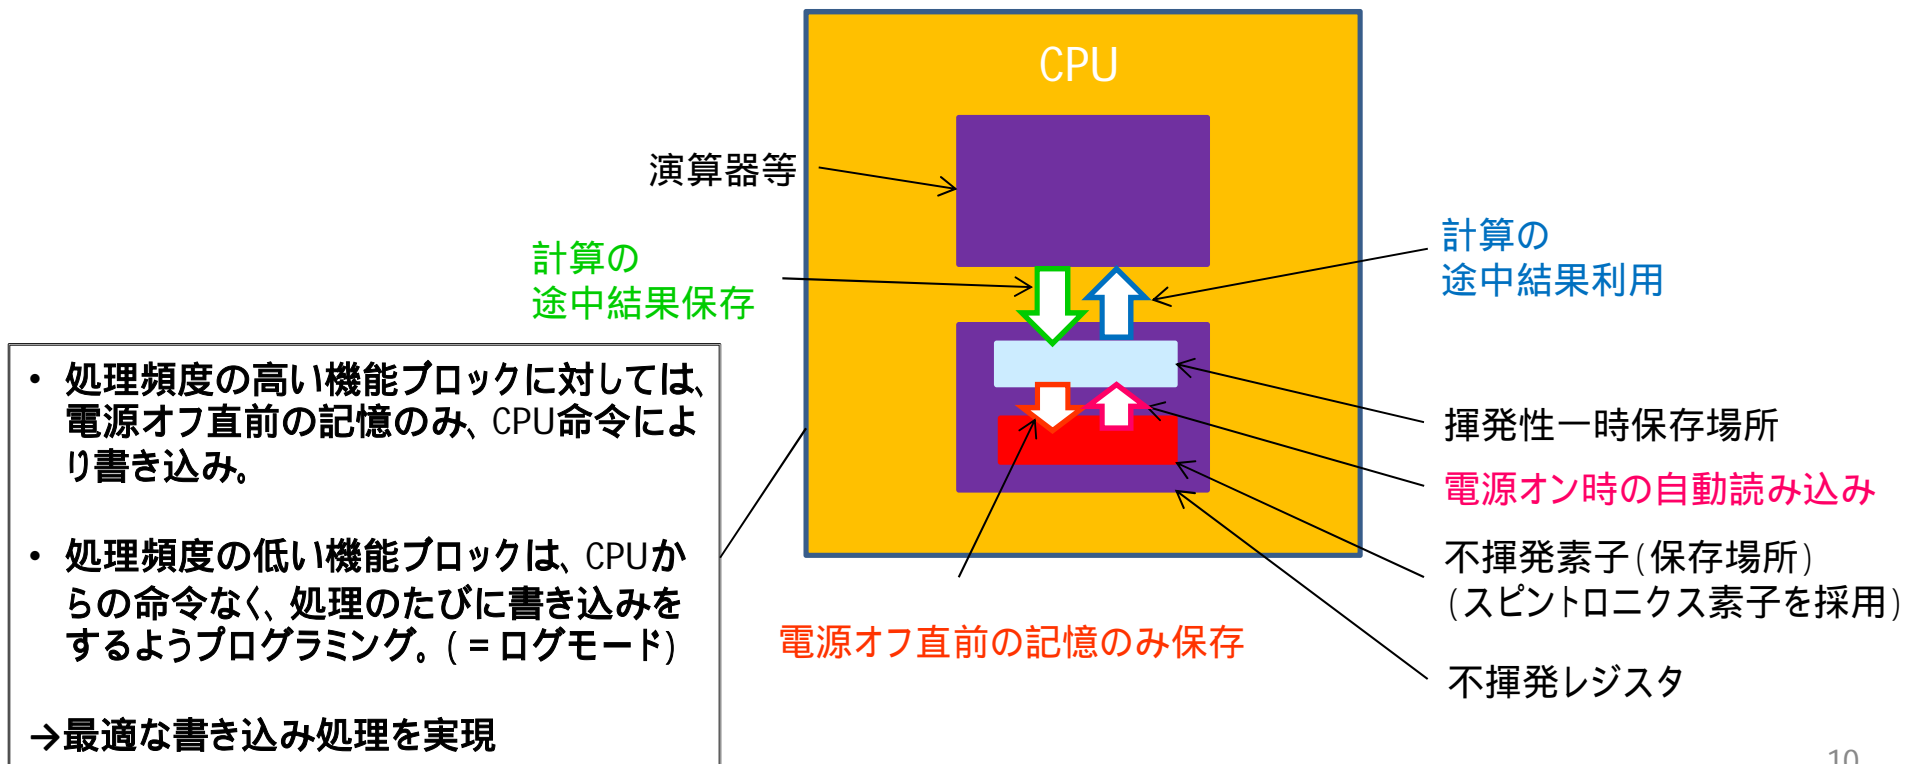 CPU
演算器等
計算の
途中結果保存
計算の
途中結果利用
・ 処理頻度の高い機能ブロックに対しては、
電源オフ直前の記憶のみ、CPU命令によ
り書き込み。
・ 処理頻度の低い機能ブロックは、CPUか
らの命令なく、処理のたびに書き込みを
するようプログラミング。(=ログモード)
→最適な書き込み処理を実現
揮発性一時保存場所
電源オン時の自動読み込み
不揮発素子(保存場所)
(スピントロニクス素子を採用)
電源オフ直前の記憶のみ保存
不揮発レジスタ
10